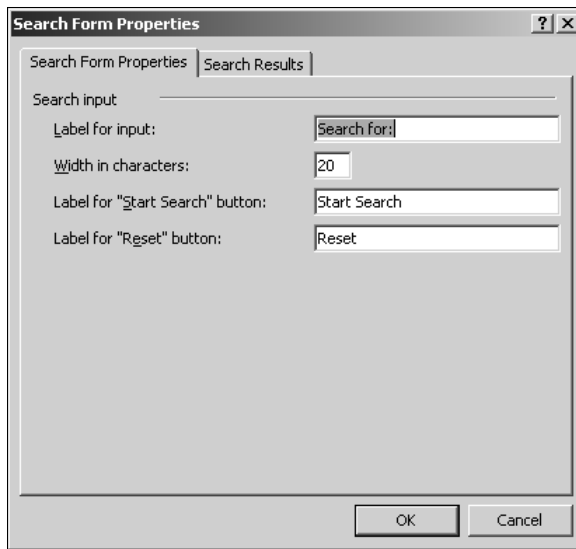 Search Form Properties
Search Form Properties Search Results
Search input
Label for input: Search for:
Width in characters: 20
Label for "Start Search" button: Start Search
Label for "Reset" button: Reset
OK Cancel